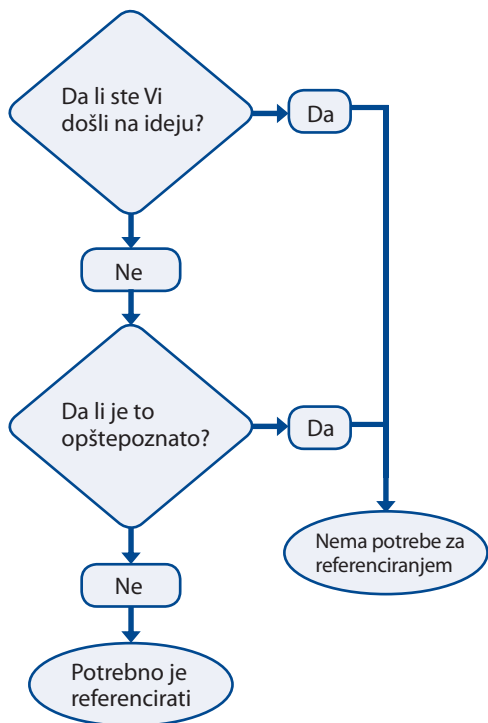 Da li ste Vi
došli na ideju?
Da
Ne
Da li je to
opštepoznato?
Da
Nema potrebe za
referenciranjem
Ne
Potrebno je
referencirati